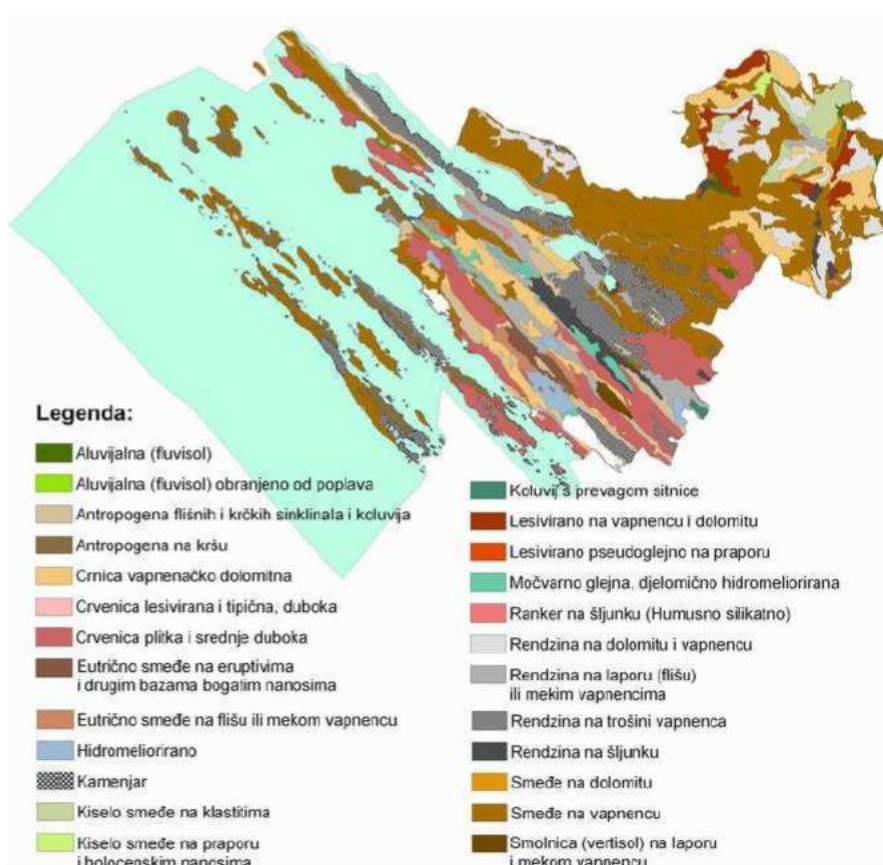 Legenda:
Aluvijalna (fluvisol)
Aluvijalna (fluvisol) obranjeno od poplava
Antropogena flišnih i krčkih sinklinala i koluvija
Antropogena na kršu
Crnica vapnenačko dolomitna
Crvenica lesivirana i tipična, duboka
Crvenica plitka i srednje duboka
Eutrično smeđe na eruptivima
i drugim bazama bogatim nanosima
Eutrično smeđe na flišu ili mekom vapnencu
Hidromeliorirano
Kamenjar
Kiselo smeđe na klastitima
Kiselo smeđe na praporu
i holocenskim nanosima
Koluvij s prevagom sitnice
Lesivirano na vapnencu i dolomitu
Lesivirano pseudoglejno na praporu
Močvarno glejna, djelomično hidromeliorirana
Ranker na šljunku (Humusno silikatno)
Rendzina na dolomitu i vapnencu
Rendzina na laporu (flišu)
ili mekim vapnencima
Rendzina na trošini vapnenca
Rendzina na šljunku
Smeđe na dolomitu
Smeđe na vapnencu
Smolnica (vertisol) na laporu
i mekom vapnencu